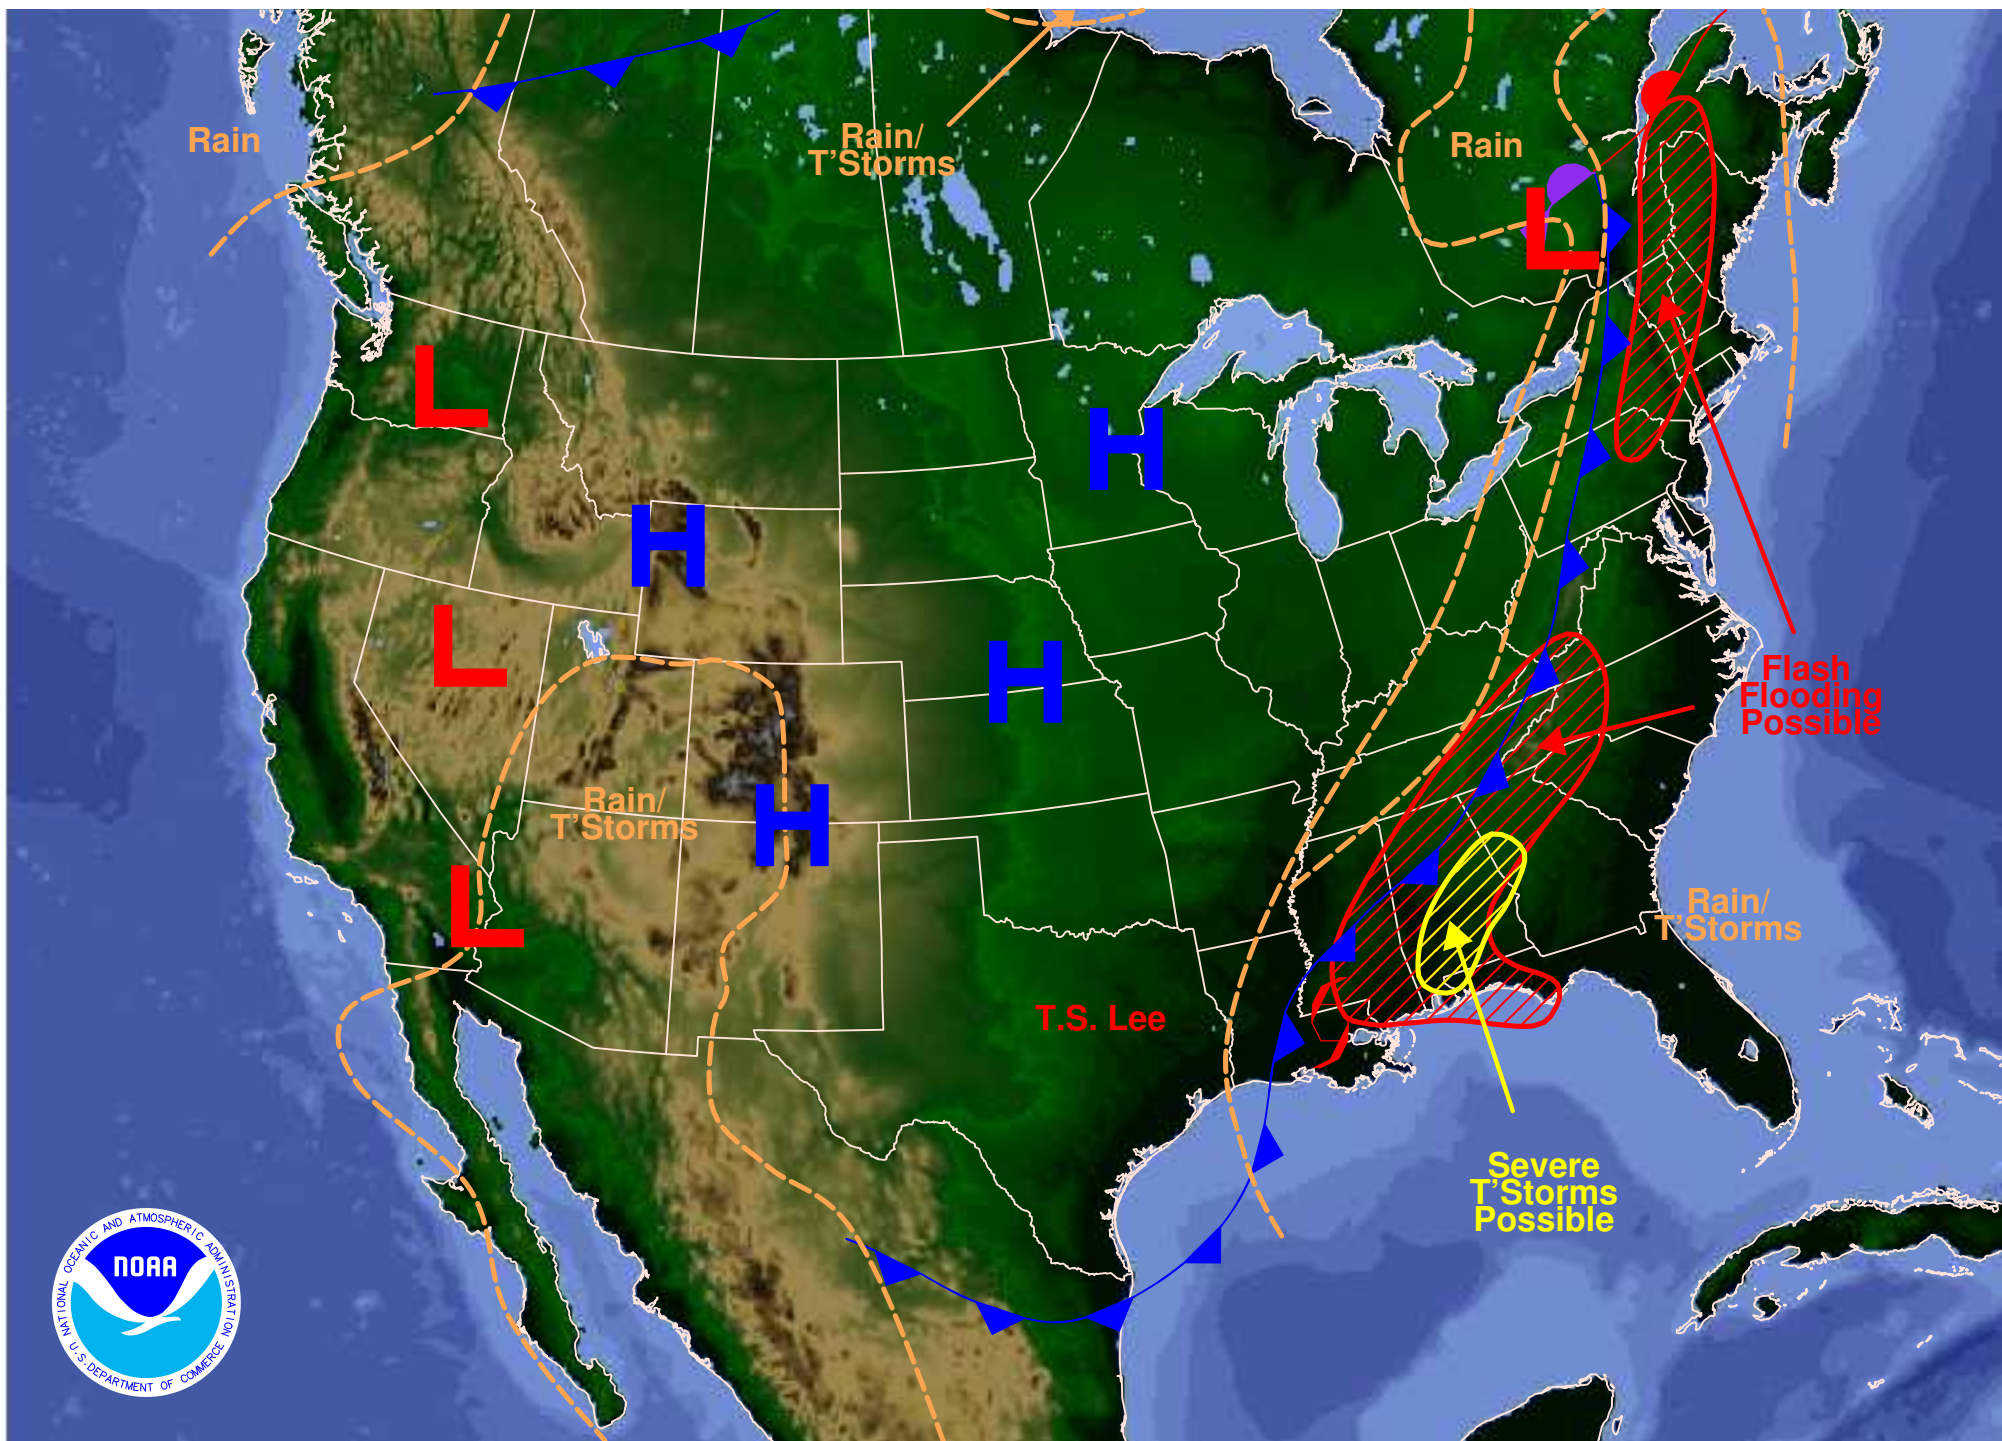 Rain
Rain/
T'Storms
Rain
L
L
H
H
L
H
Flash
Flooding
Possible
Rain/
T'Storms
H
L
Rain/
T'Storms
T.S. Lee
Severe
T'Storms
Possible
NOAA
NATIONAL OCEANIC AND ATMOSPHERIC ADMINISTRATION
U.S. DEPARTMENT OF COMMERCE